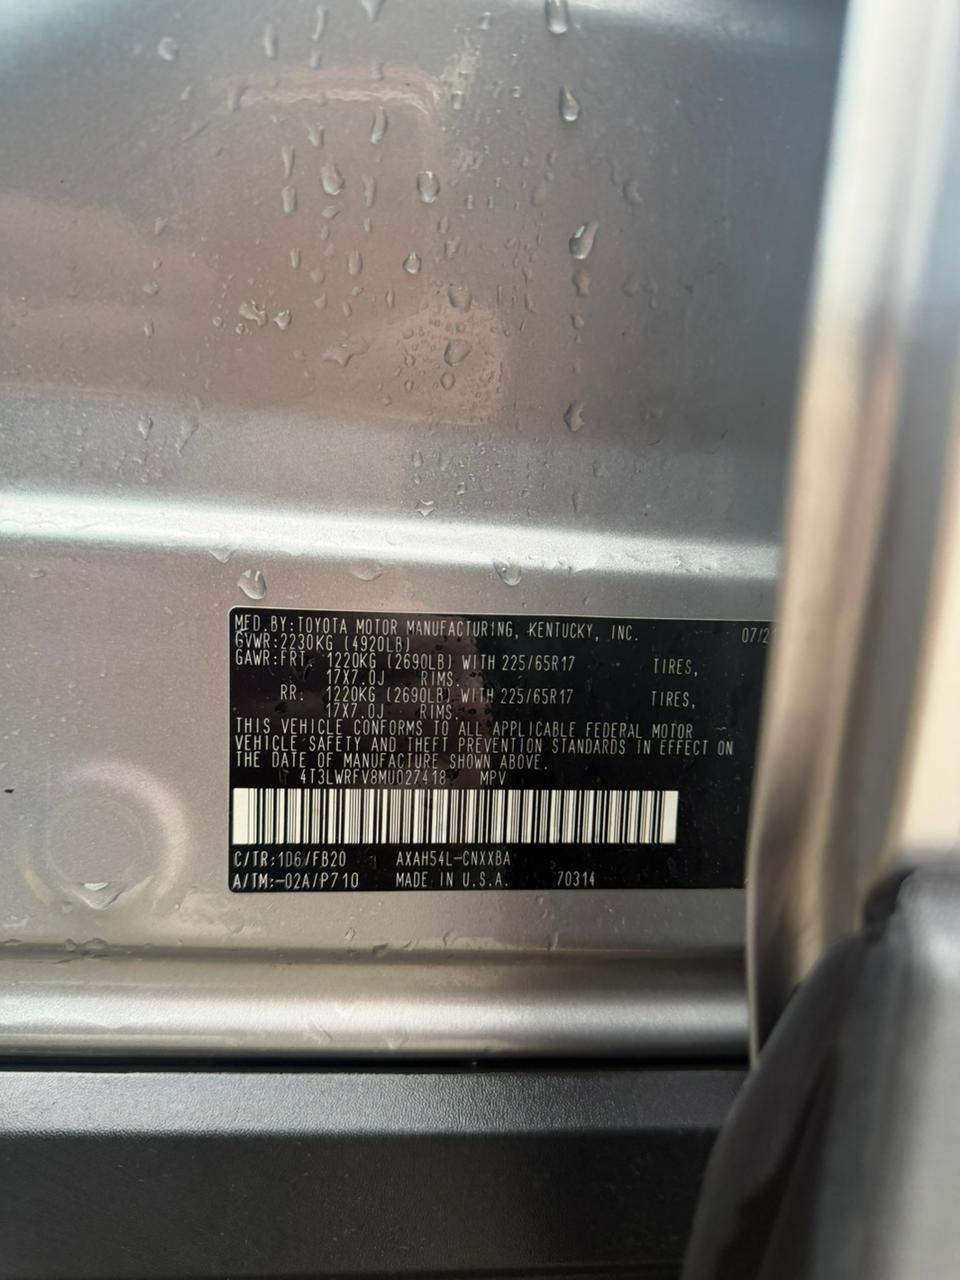 MFD.BY:TOYOTA MOTOR MANUFACTURING, KENTUCKY, INC. 07/21
GVWR:2230KG (4920LB)
GAWR:FRT. 1220KG (2690LB) WITH 225/65R17 TIRES,
17X7.0J RIMS.
RR: 1220KG (2690LB) WITH 225/65R17 TIRES,
17X7.0J RIMS.
THIS VEHICLE CONFORMS TO ALL APPLICABLE FEDERAL MOTOR
VEHICLE SAFETY AND THEFT PREVENTION STANDARDS IN EFFECT ON
THE DATE OF MANUFACTURE SHOWN ABOVE.
4T3LWRFV8MU027418 MPV
C/TR:1D6/FB20 AXAH54L-CNXXBA
A/TM:-02A/P710 MADE IN U.S.A. 70314